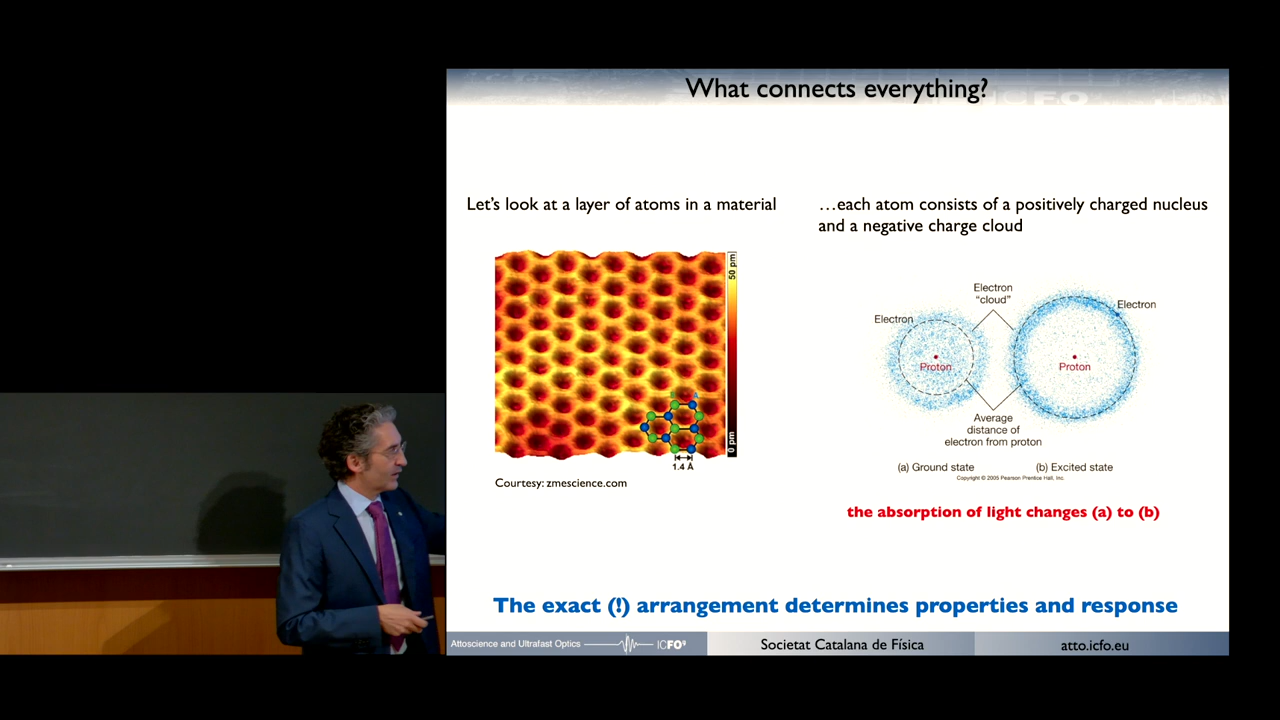 What connects everything?
ICFO
Let's look at a layer of atoms in a material
…each atom consists of a positively charged nucleus
and a negative charge cloud
50 pm
0 pm
1.4 Å
Courtesy: zmescience.com
Electron
"cloud"
Electron
Electron
Proton
Proton
Average
distance of
electron from proton
(a) Ground state
(b) Excited state
Copyright © 2005 Pearson Prentice Hall, Inc.
the absorption of light changes (a) to (b)
The exact (!) arrangement determines properties and response
Attoscience and Ultrafast Optics
ICFO
Societat Catalana de Física
atto.icfo.eu